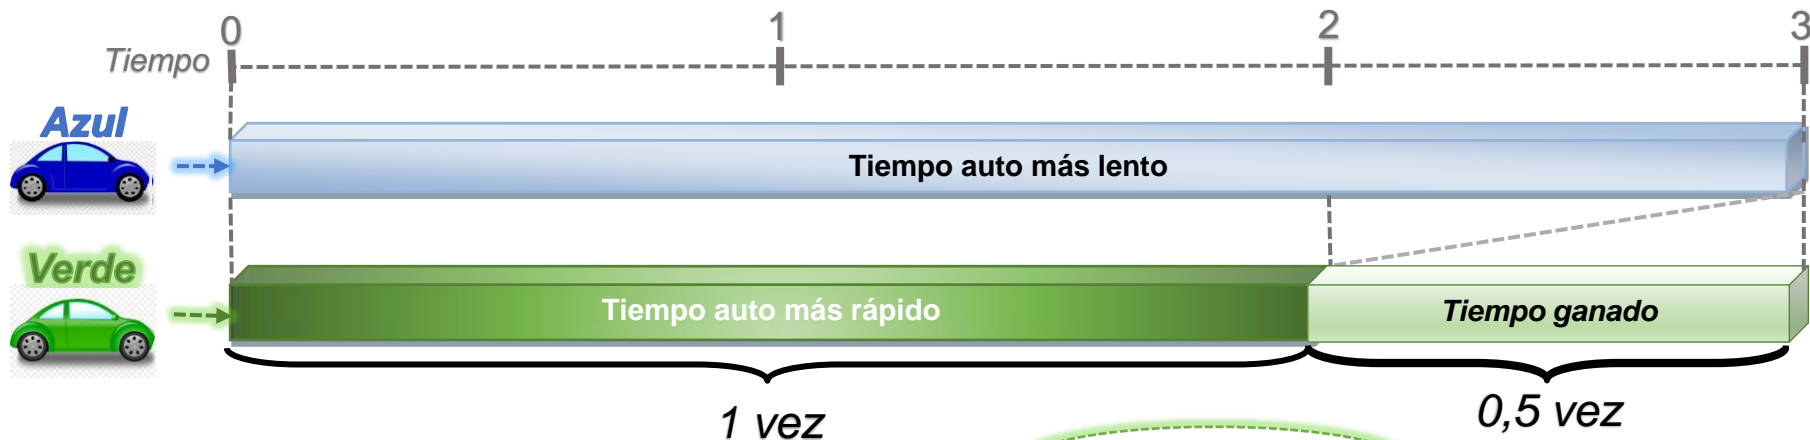 0 1 2 3
Tiempo
Azul
Tiempo auto más lento
Verde
Tiempo auto más rápido Tiempo ganado
1 vez 0,5 vez